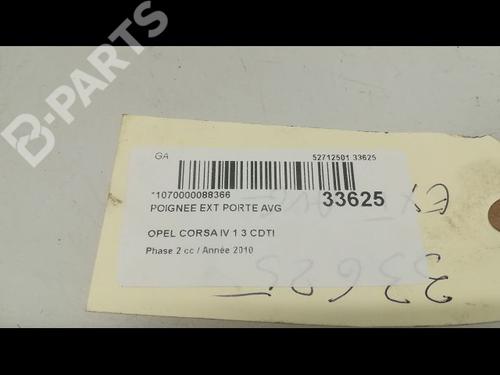 B-PARTS
GA 52712501 33625
*1070000088366 33625
POIGNEE EXT PORTE AVG
OPEL CORSA IV 1 3 CDTI
Phase 2 cc / Année 2010
33625